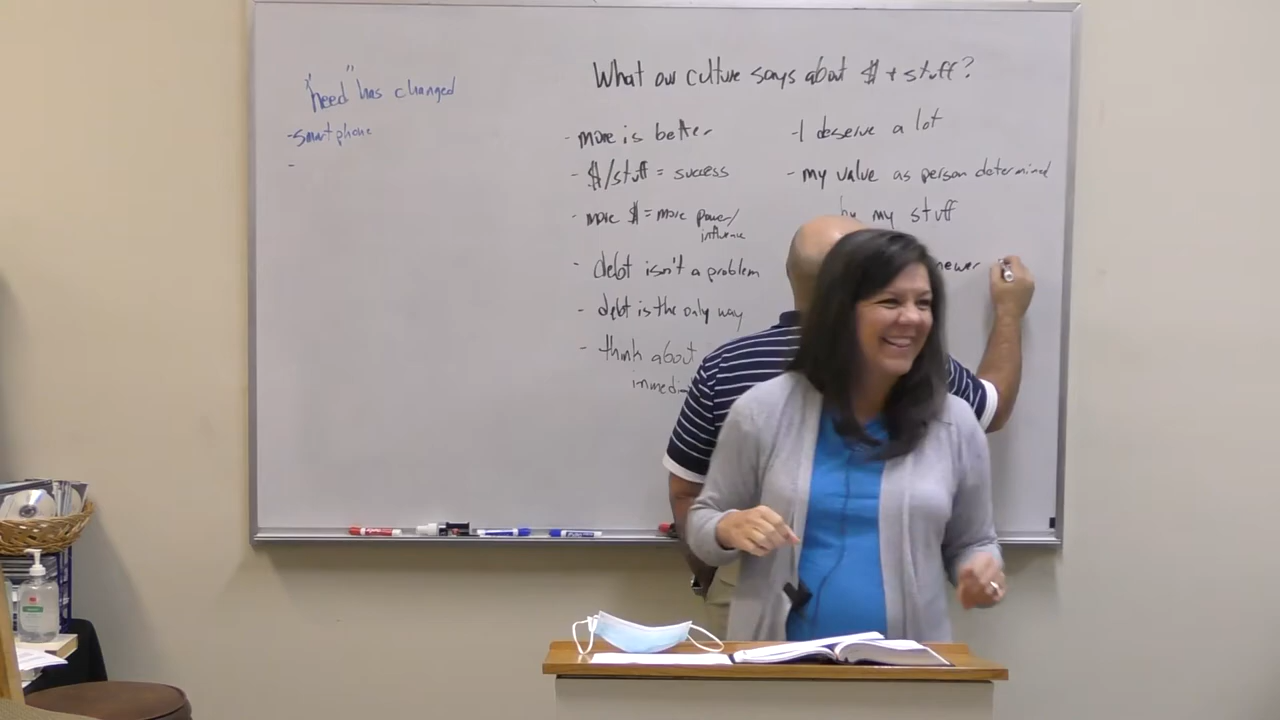 "need" has changed
-smartphone
-
What our culture says about $ + stuff?
- more is better
- $/stuff = success
- more $ = more power/
influence
- debt isn't a problem
- debt is the only way
- think about
-I deserve a lot
- my value as person determined
by my stuff
newer